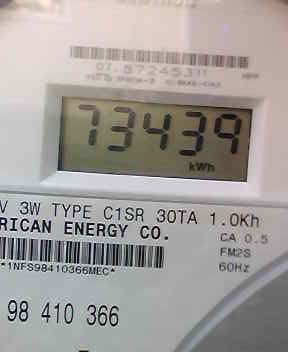 73439
kWh
V 3W TYPE C1SR 30TA 1.0Kh
RICAN ENERGY CO.
CA 0.5
FM2S
60Hz
*1NFS98410366MEC*
98 410 366